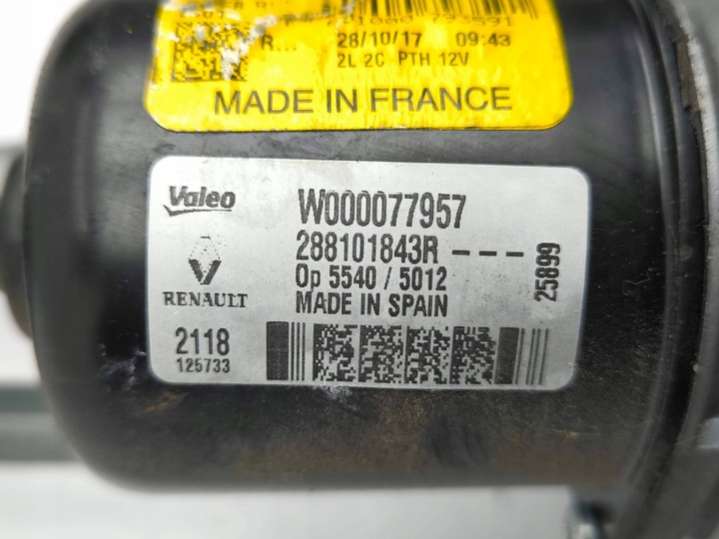 R... 28/10/17 09:43
2L 2C PTH 12V
MADE IN FRANCE
Valeo W000077957
288101843R---
Op 5540 / 5012
RENAULT MADE IN SPAIN
25899
2118
125733